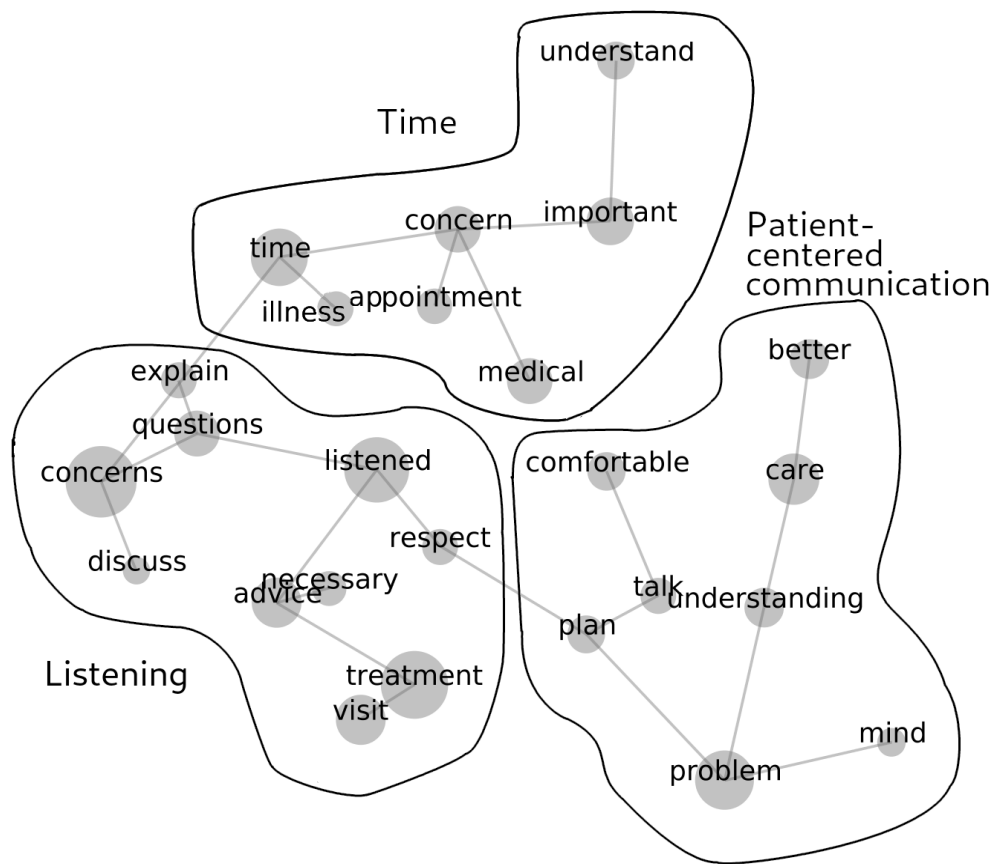 understand
Time
concern
important
time
appointment
illness
medical
Patient-
centered
communication
better
explain
questions
concerns
listened
discuss
respect
necessary
advice
treatment
visit
Listening
comfortable
care
talk
understanding
plan
mind
problem